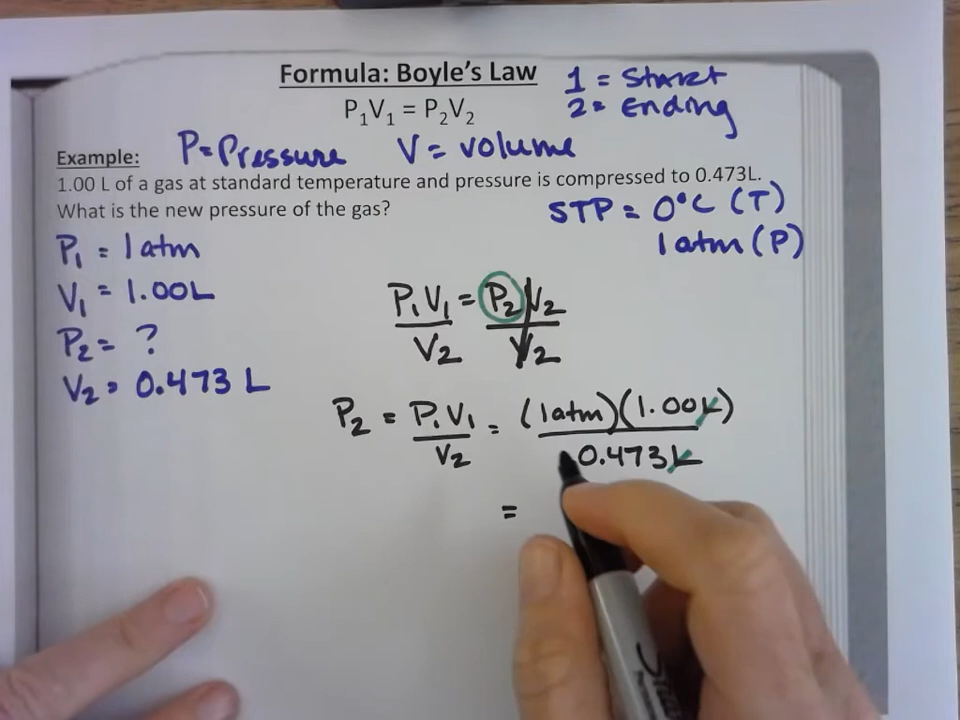 Formula: Boyle's Law
1 = Start
P₁V₁ = P₂V₂
2 = Ending
Example:
P = Pressure V = volume
1.00 L of a gas at standard temperature and pressure is compressed to 0.473L.
What is the new pressure of the gas?
STP = 0°C (T)
1 atm (P)
P₁ = 1 atm
V₁ = 1.00L
P₂ = ?
V₂ = 0.473 L
P₁V₁ = P₂V₂
V₂ V₂
P₂ = P₁V₁ = (1atm)(1.00L)
V₂ 0.473L
=